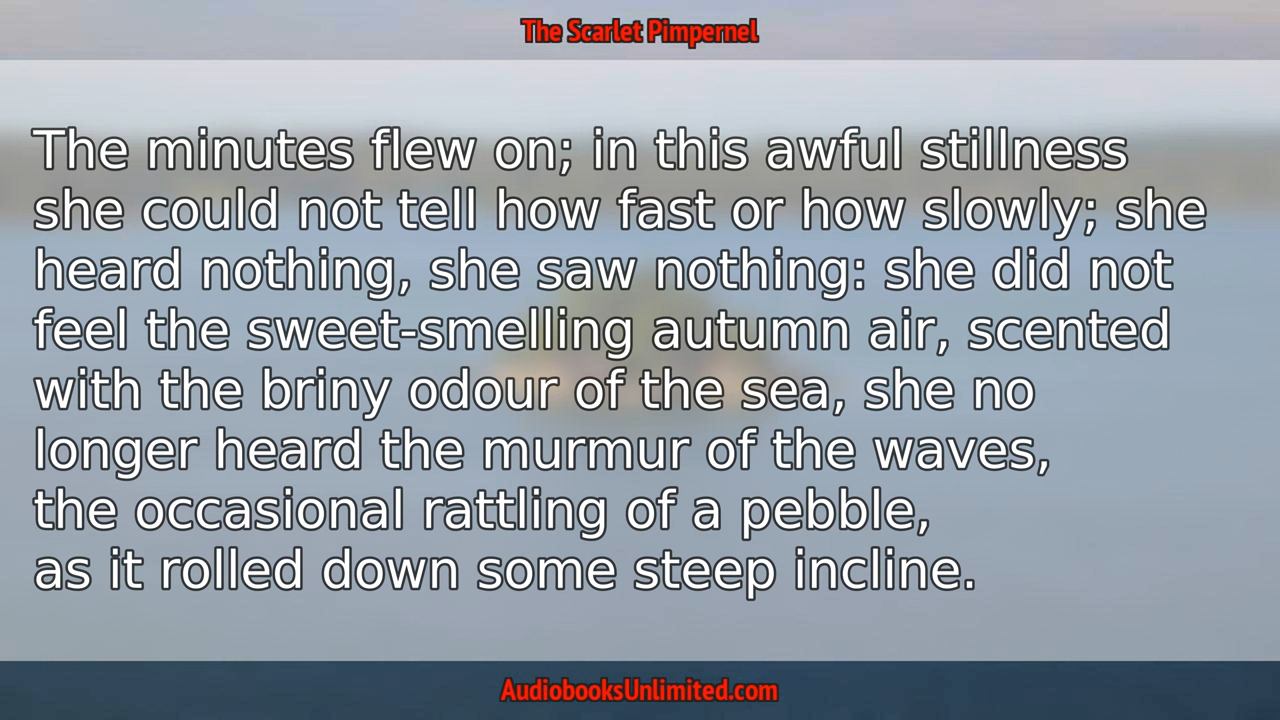 The Scarlet Pimpernel
The minutes flew on; in this awful stillness
she could not tell how fast or how slowly; she
heard nothing, she saw nothing: she did not
feel the sweet-smelling autumn air, scented
with the briny odour of the sea, she no
longer heard the murmur of the waves,
the occasional rattling of a pebble,
as it rolled down some steep incline.
AudiobooksUnlimited.com